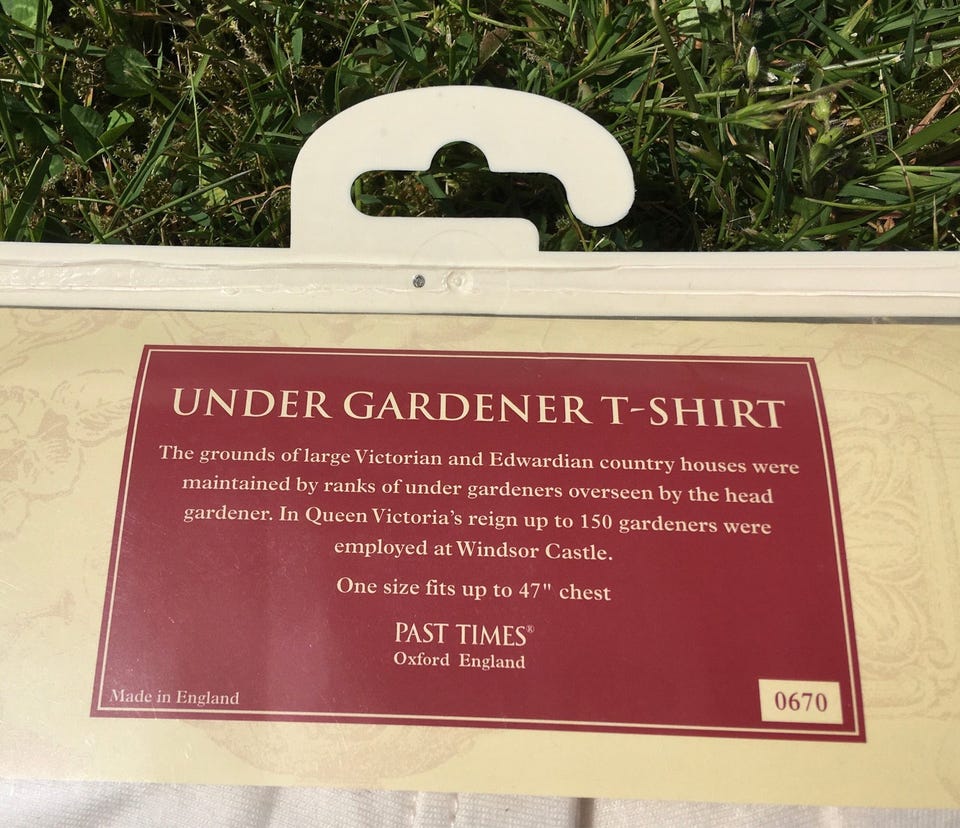 UNDER GARDENER T-SHIRT
The grounds of large Victorian and Edwardian country houses were
maintained by ranks of under gardeners overseen by the head
gardener. In Queen Victoria's reign up to 150 gardeners were
employed at Windsor Castle.
One size fits up to 47" chest
PAST TIMES®
Oxford England
Made in England
0670